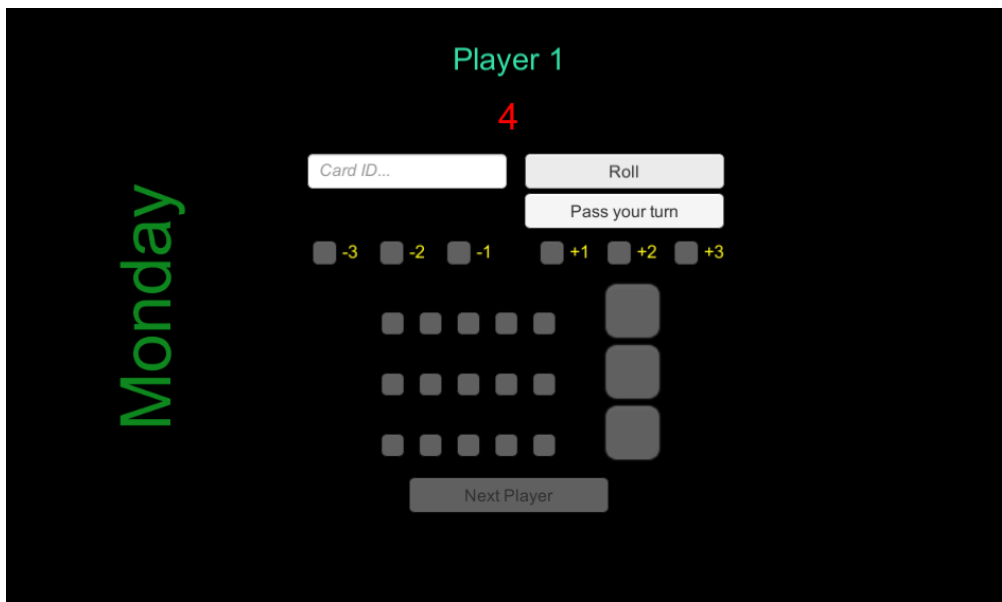 Player 1
4
Card ID...
Roll
Pass your turn
Monday
-3 -2 -1 +1 +2 +3
Next Player